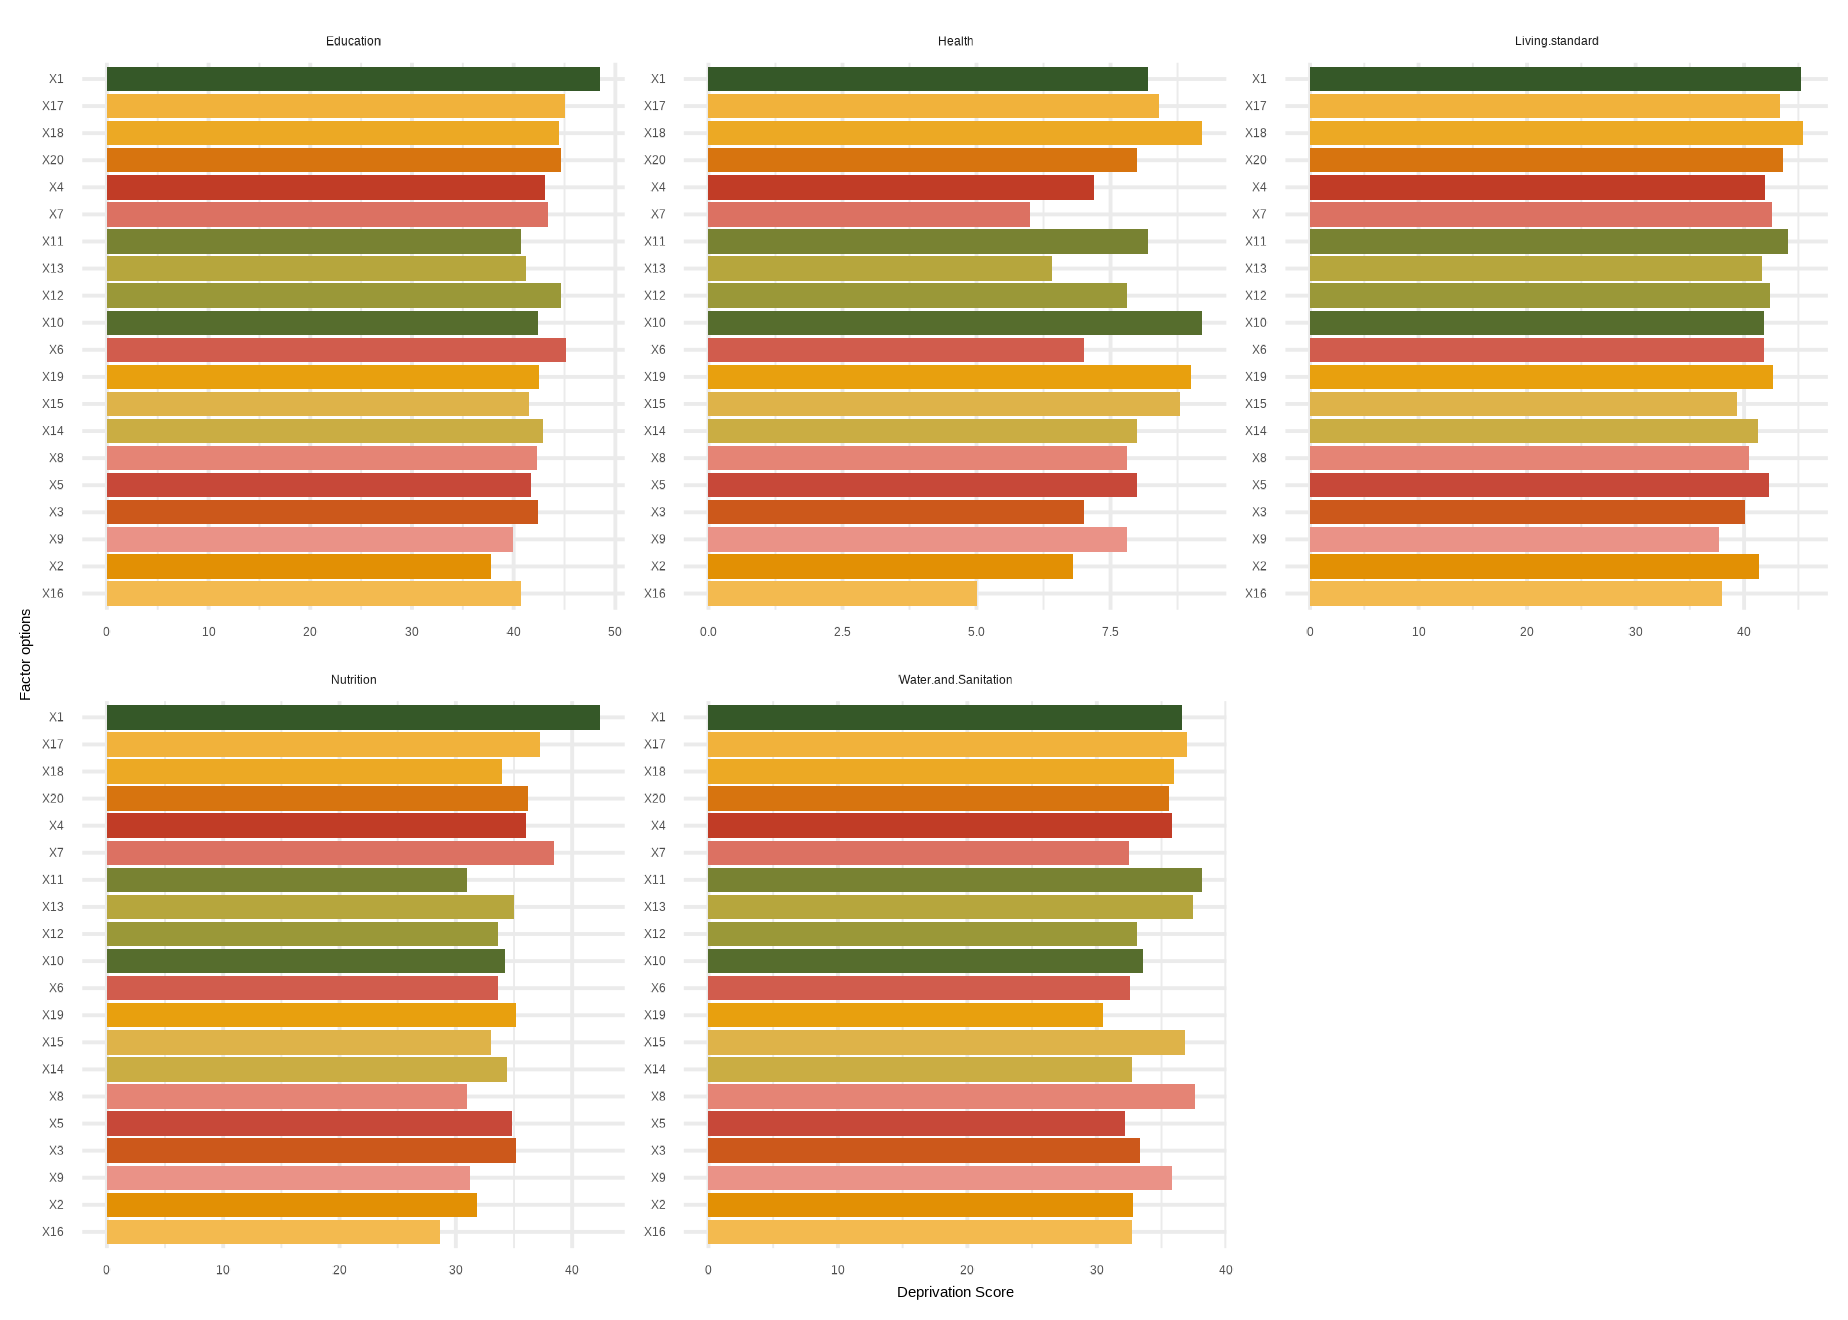 Education
Health
Living.standard
X1
X17
X18
X20
X4
X7
X11
X13
X12
X10
X6
X19
X15
X14
X8
X5
X3
X9
X2
X16
0 10 20 30 40 50
X1
X17
X18
X20
X4
X7
X11
X13
X12
X10
X6
X19
X15
X14
X8
X5
X3
X9
X2
X16
0.0 2.5 5.0 7.5
X1
X17
X18
X20
X4
X7
X11
X13
X12
X10
X6
X19
X15
X14
X8
X5
X3
X9
X2
X16
0 10 20 30 40
Factor options
Nutrition
Water.and.Sanitation
X1
X17
X18
X20
X4
X7
X11
X13
X12
X10
X6
X19
X15
X14
X8
X5
X3
X9
X2
X16
0 10 20 30 40
X1
X17
X18
X20
X4
X7
X11
X13
X12
X10
X6
X19
X15
X14
X8
X5
X3
X9
X2
X16
0 10 20 30 40
Deprivation Score